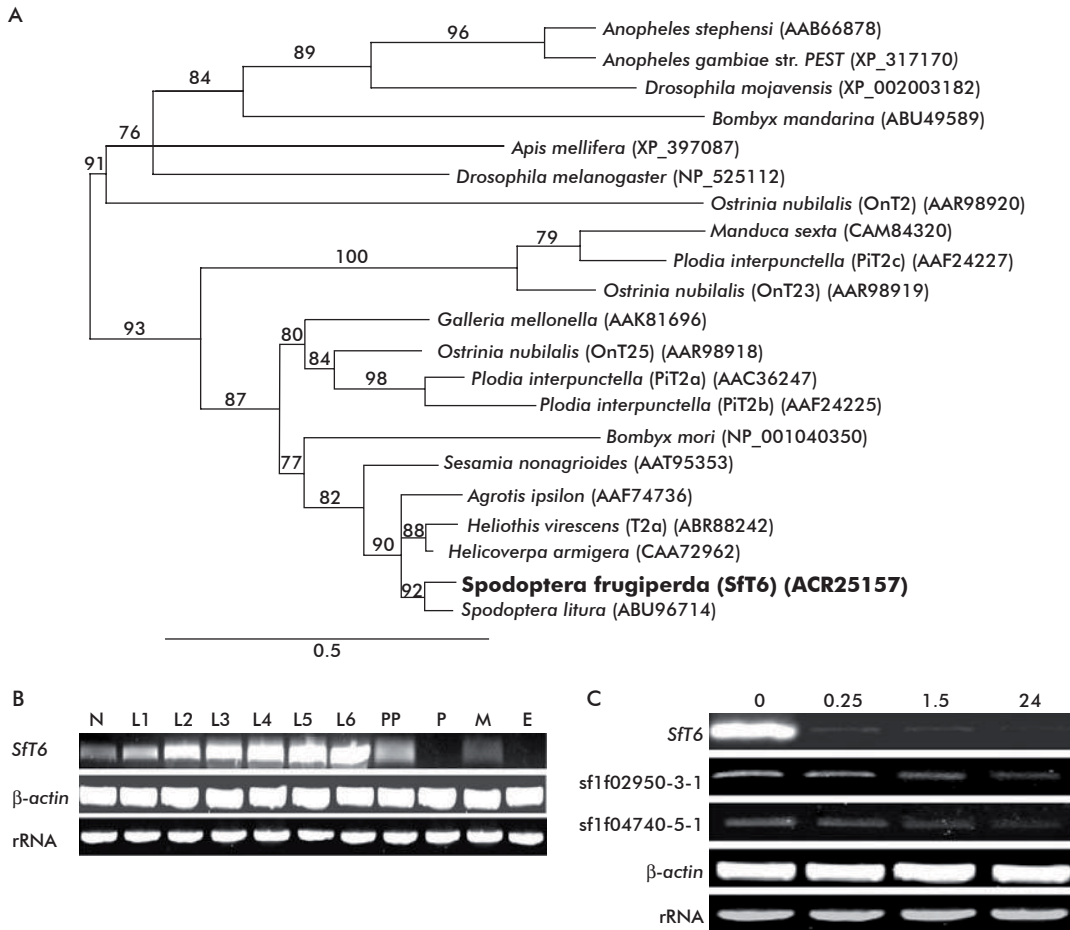 A
96
Anopheles stephensi (AAB66878)
89
Anopheles gambiae str. PEST (XP_317170)
84
Drosophila mojavensis (XP_002003182)
Bombyx mandarina (ABU49589)
76
Apis mellifera (XP_397087)
91
Drosophila melanogaster (NP_525112)
Ostrinia nubilalis (OnT2) (AAR98920)
79
Manduca sexta (CAM84320)
100
Plodia interpunctella (PiT2c) (AAF24227)
Ostrinia nubilalis (OnT23) (AAR98919)
93
80
Galleria mellonella (AAK81696)
84
Ostrinia nubilalis (OnT25) (AAR98918)
98
Plodia interpunctella (PiT2a) (AAC36247)
87
Plodia interpunctella (PiT2b) (AAF24225)
77
Bombyx mori (NP_001040350)
82
Sesamia nonagrioides (AAT95353)
Agrotis ipsilon (AAF74736)
90
88
Heliothis virescens (T2a) (ABR88242)
Helicoverpa armigera (CAA72962)
92
Spodoptera frugiperda (SfT6) (ACR25157)
Spodoptera litura (ABU96714)
0.5
B
N L1 L2 L3 L4 L5 L6 PP P M E
SfT6
β-actin
rRNA
C
0 0.25 1.5 24
SfT6
sf1f02950-3-1
sf1f04740-5-1
β-actin
rRNA